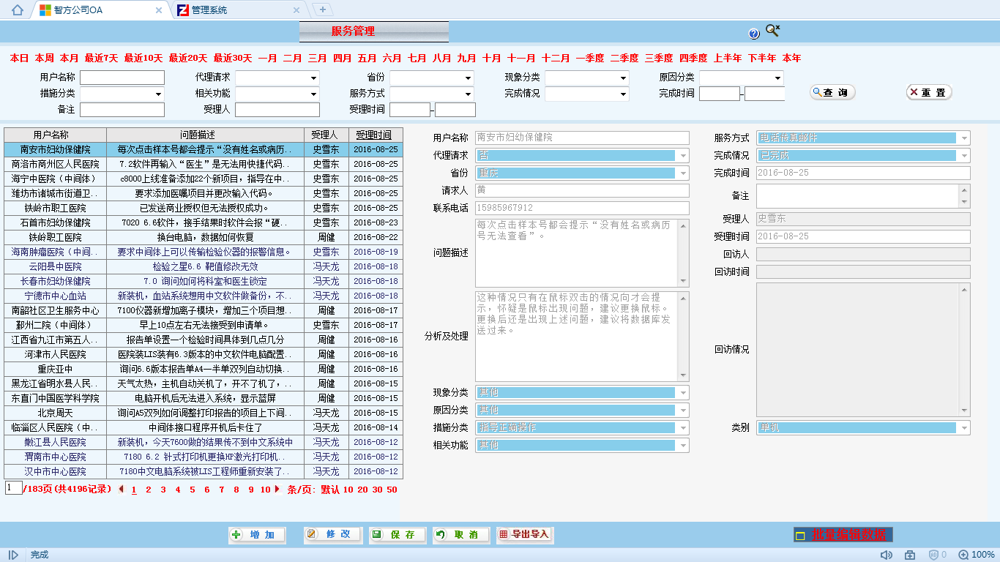 智方公司OA
管理系统
服务管理
本日 本周 本月 最近7天 最近10天 最近20天 最近30天 一月 二月 三月 四月 五月 六月 七月 八月 九月 十月 十一月 十二月 一季度 二季度 三季度 四季度 上半年 下半年 本年
用户名称 代理请求 省份 现象分类 原因分类
措施分类 相关功能 服务方式 完成情况 完成时间 - 查 询 重 置
备注 受理人 受理时间 -
用户名称 问题描述 受理人 受理时间
南安市妇幼保健院 每次点击样本号都会提示“没有姓名或病历.. 史雪东 2016-08-25
商洛市商州区人民医院 7.2软件再输入“医生”是无法用快捷代码.. 史雪东 2016-08-25
海宁中医院（中间体） c8000上线准备添加22个新项目，指导在中.. 史雪东 2016-08-25
潍坊市诸城市街道卫.. 要求添加医嘱项目并更改输入代码。 史雪东 2016-08-25
铁岭市职工医院 已发送商业授权但无法授权成功。 史雪东 2016-08-25
石首市妇幼保健院 7020 6.6软件，接手结果时软件会报“硬.. 史雪东 2016-08-23
铁岭职工医院 换台电脑，数据如何恢复 周健 2016-08-22
海南肿瘤医院（中间.. 要求中间体上可以传输检验仪器的报警信息。 史雪东 2016-08-19
云阳县中医院 检验之星6.6 靶值修改无效 冯天龙 2016-08-18
长春市妇幼保健院 7.0 询问如何将科室和医生锁定 冯天龙 2016-08-18
宁德市中心血站 新装机，血站系统想用中文软件做备份，不.. 冯天龙 2016-08-18
南韶社区卫生服务中心 7100仪器新增加离子模块，增加三个项目想.. 周健 2016-08-17
鄞州二院（中间体） 早上10点左右无法接受到申请单。 史雪东 2016-08-17
江西省九江市第五人.. 报告单设置一个检验时间具体到几点几分 周健 2016-08-16
河津市人民医院 医院装LIS装有6.3版本的中文软件电脑配置.. 周健 2016-08-16
重庆亚中 询问6.6版本报告单A4—半单双列自动切换.. 周健 2016-08-16
黑龙江省明水县人民.. 天气太热，主机自动关机了，开不了机了，.. 周健 2016-08-15
东直门中国医学科学院 电脑开机后无法进入系统，显示蓝屏 周健 2016-08-15
北京周天 询问A5双列如何调整打印报告的项目上下间.. 冯天龙 2016-08-15
临淄区人民医院（中.. 中间体接口程序开机后卡住了 冯天龙 2016-08-14
嫩江县人民医院 新装机，今天7600做的结果传不到中文系统中 冯天龙 2016-08-12
渭南市中心医院 7180 6.2 针式打印机更换HP激光打印机.. 冯天龙 2016-08-12
汉中市中心医院 7180中文电脑系统被LIS工程师重新安装了.. 冯天龙 2016-08-12
1 /183页(共4196记录) 1 2 3 4 5 6 7 8 9 10 条/页: 默认 10 20 30 50
用户名称 南安市妇幼保健院
代理请求 否
省份 重庆
请求人 黄
联系电话 15985967912
问题描述 每次点击样本号都会提示“没有姓名或病历
号无法查看”。
分析及处理 这种情况只有在鼠标双击的情况向才会提
示，怀疑是鼠标出现问题，建议更换鼠标。
更换后还是出现上述问题，建议将数据库发
送过来。
现象分类 其他
原因分类 其他
措施分类 指导正确操作
相关功能 其他
服务方式 电话传真邮件
完成情况 已完成
完成时间 2016-08-25
备注
受理人 史雪东
受理时间 2016-08-25
回访人
回访时间
回访情况
类别 单机
增 加 修 改 保 存 取 消 导出导入 批量编辑数据
完成 0 100%